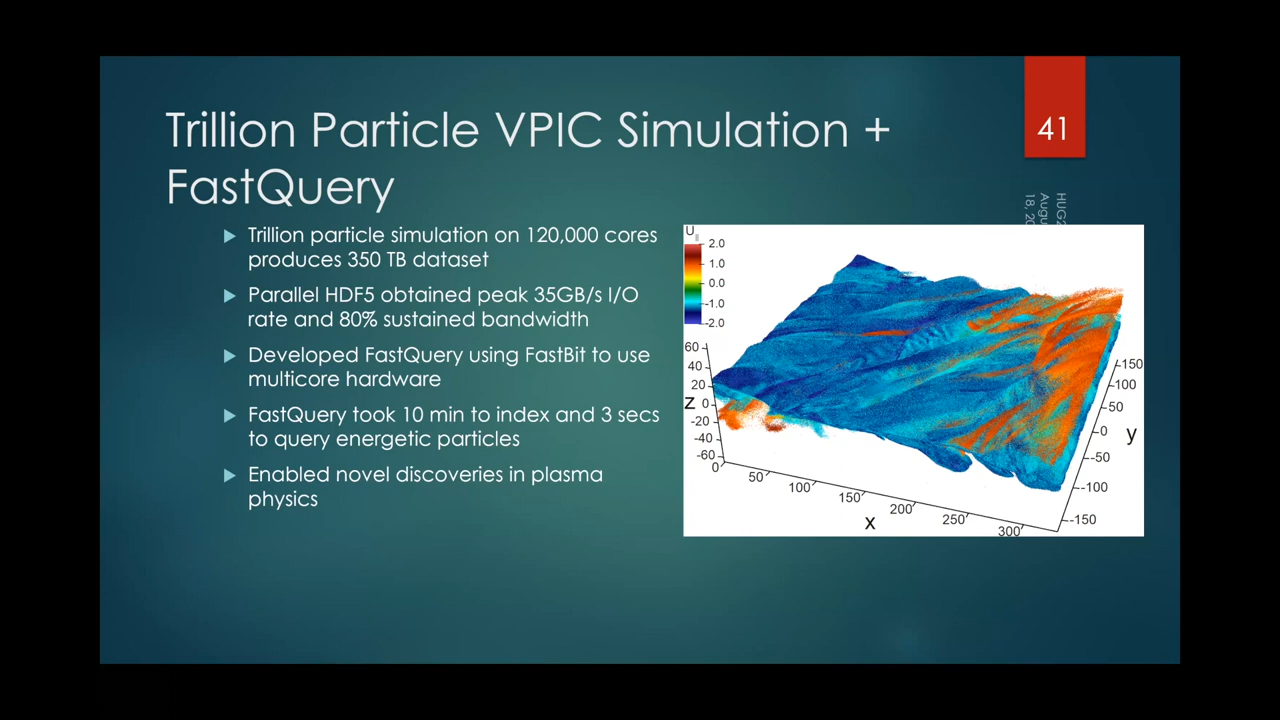 Trillion Particle VPIC Simulation +
FastQuery
41
HUG2
Augu
18, 20
Trillion particle simulation on 120,000 cores
produces 350 TB dataset
Parallel HDF5 obtained peak 35GB/s I/O
rate and 80% sustained bandwidth
Developed FastQuery using FastBit to use
multicore hardware
FastQuery took 10 min to index and 3 secs
to query energetic particles
Enabled novel discoveries in plasma
physics
U||
2.0
1.0
0.0
-1.0
-2.0
60
40
20
z 0
-20
-40
-60
0
50
100
150
200
250
300
x
150
100
50
0
y
-50
-100
-150